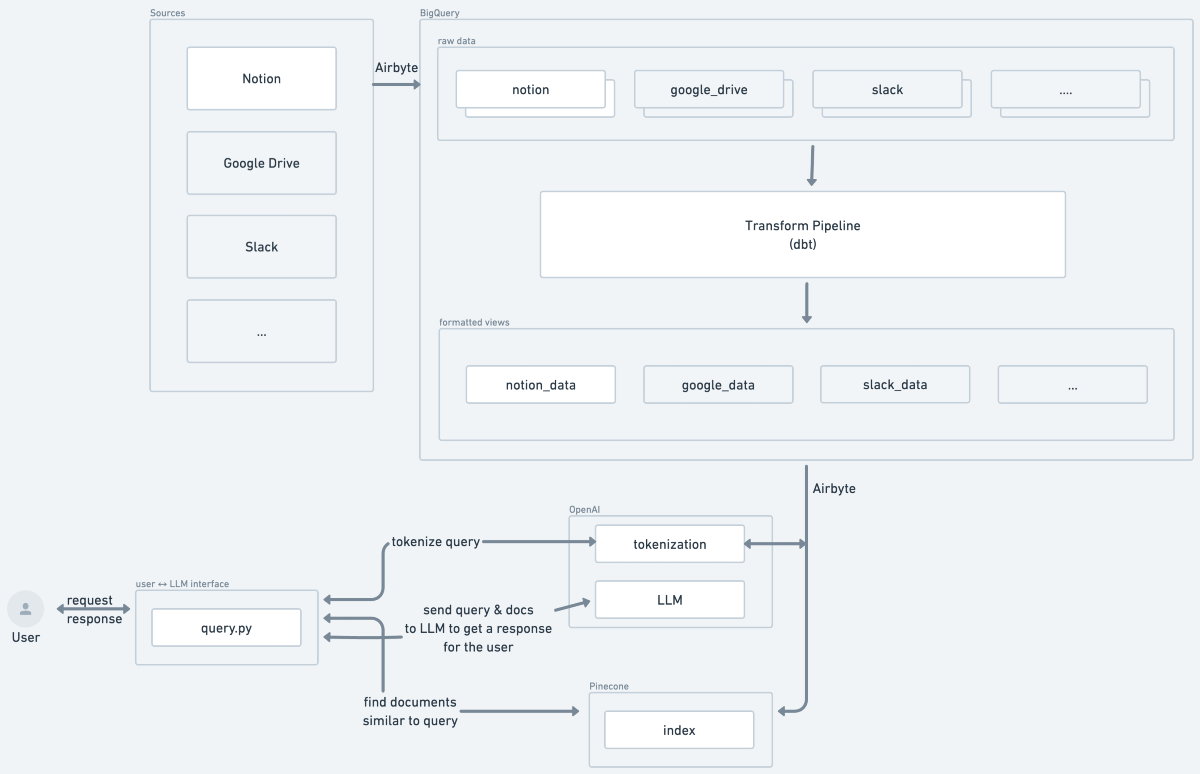 Sources
Notion
Google Drive
Slack
...
Airbyte
BigQuery
raw data
notion
google_drive
slack
....
Transform Pipeline
(dbt)
formatted views
notion_data
google_data
slack_data
...
Airbyte
OpenAI
tokenization
LLM
tokenize query
send query & docs
to LLM to get a response
for the user
user ↔ LLM interface
query.py
request
response
User
find documents
similar to query
Pinecone
index